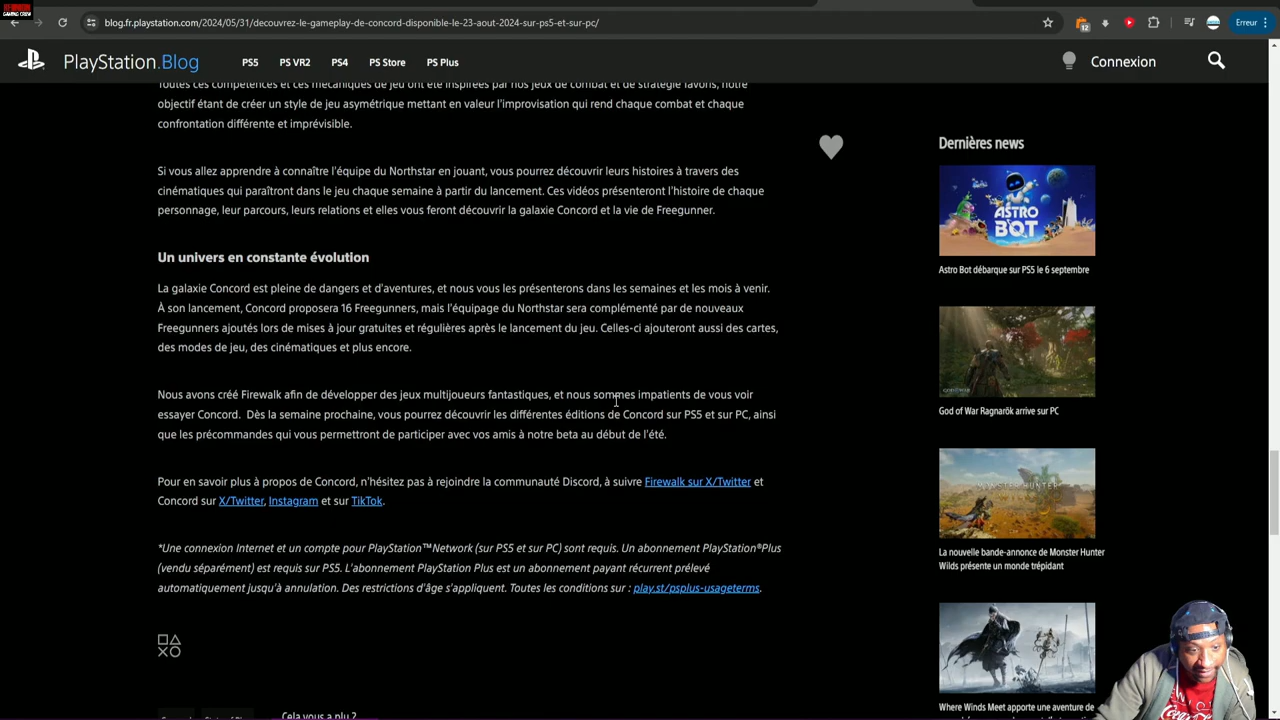 blog.fr.playstation.com/2024/05/31/decouvrez-le-gameplay-de-concord-disponible-le-23-aout-2024-sur-ps5-et-sur-pc/
12
Erreur
PlayStation.Blog
PS5
PS VR2
PS4
PS Store
PS Plus
Connexion
Toutes ces compétences et ces mécaniques de jeu ont été inspirées par nos jeux de combat et de stratégie favoris, notre
objectif étant de créer un style de jeu asymétrique mettant en valeur l'improvisation qui rend chaque combat et chaque
confrontation différente et imprévisible.
Si vous allez apprendre à connaître l'équipe du Northstar en jouant, vous pourrez découvrir leurs histoires à travers des
cinématiques qui paraîtront dans le jeu chaque semaine à partir du lancement. Ces vidéos présenteront l'histoire de chaque
personnage, leur parcours, leurs relations et elles vous feront découvrir la galaxie Concord et la vie de Freegunner.
Un univers en constante évolution
La galaxie Concord est pleine de dangers et d'aventures, et nous vous les présenterons dans les semaines et les mois à venir.
À son lancement, Concord proposera 16 Freegunners, mais l'équipage du Northstar sera complémenté par de nouveaux
Freegunners ajoutés lors de mises à jour gratuites et régulières après le lancement du jeu. Celles-ci ajouteront aussi des cartes,
des modes de jeu, des cinématiques et plus encore.
Nous avons créé Firewalk afin de développer des jeux multijoueurs fantastiques, et nous sommes impatients de vous voir
essayer Concord. Dès la semaine prochaine, vous pourrez découvrir les différentes éditions de Concord sur PS5 et sur PC, ainsi
que les précommandes qui vous permettront de participer avec vos amis à notre beta au début de l'été.
Pour en savoir plus à propos de Concord, n'hésitez pas à rejoindre la communauté Discord, à suivre Firewalk sur X/Twitter et
Concord sur X/Twitter, Instagram et sur TikTok.
*Une connexion Internet et un compte pour PlayStation™Network (sur PS5 et sur PC) sont requis. Un abonnement PlayStation®Plus
(vendu séparément) est requis sur PS5. L'abonnement PlayStation Plus est un abonnement payant récurrent prélevé
automatiquement jusqu'à annulation. Des restrictions d'âge s'appliquent. Toutes les conditions sur : play.st/psplus-usageterms.
Cela vous a plu ?
Dernières news
ASTRO
BOT
Astro Bot débarque sur PS5 le 6 septembre
God of War Ragnarök arrive sur PC
MONSTER HUNTER
La nouvelle bande-annonce de Monster Hunter
Wilds présente un monde trépidant
Where Winds Meet apporte une aventure de